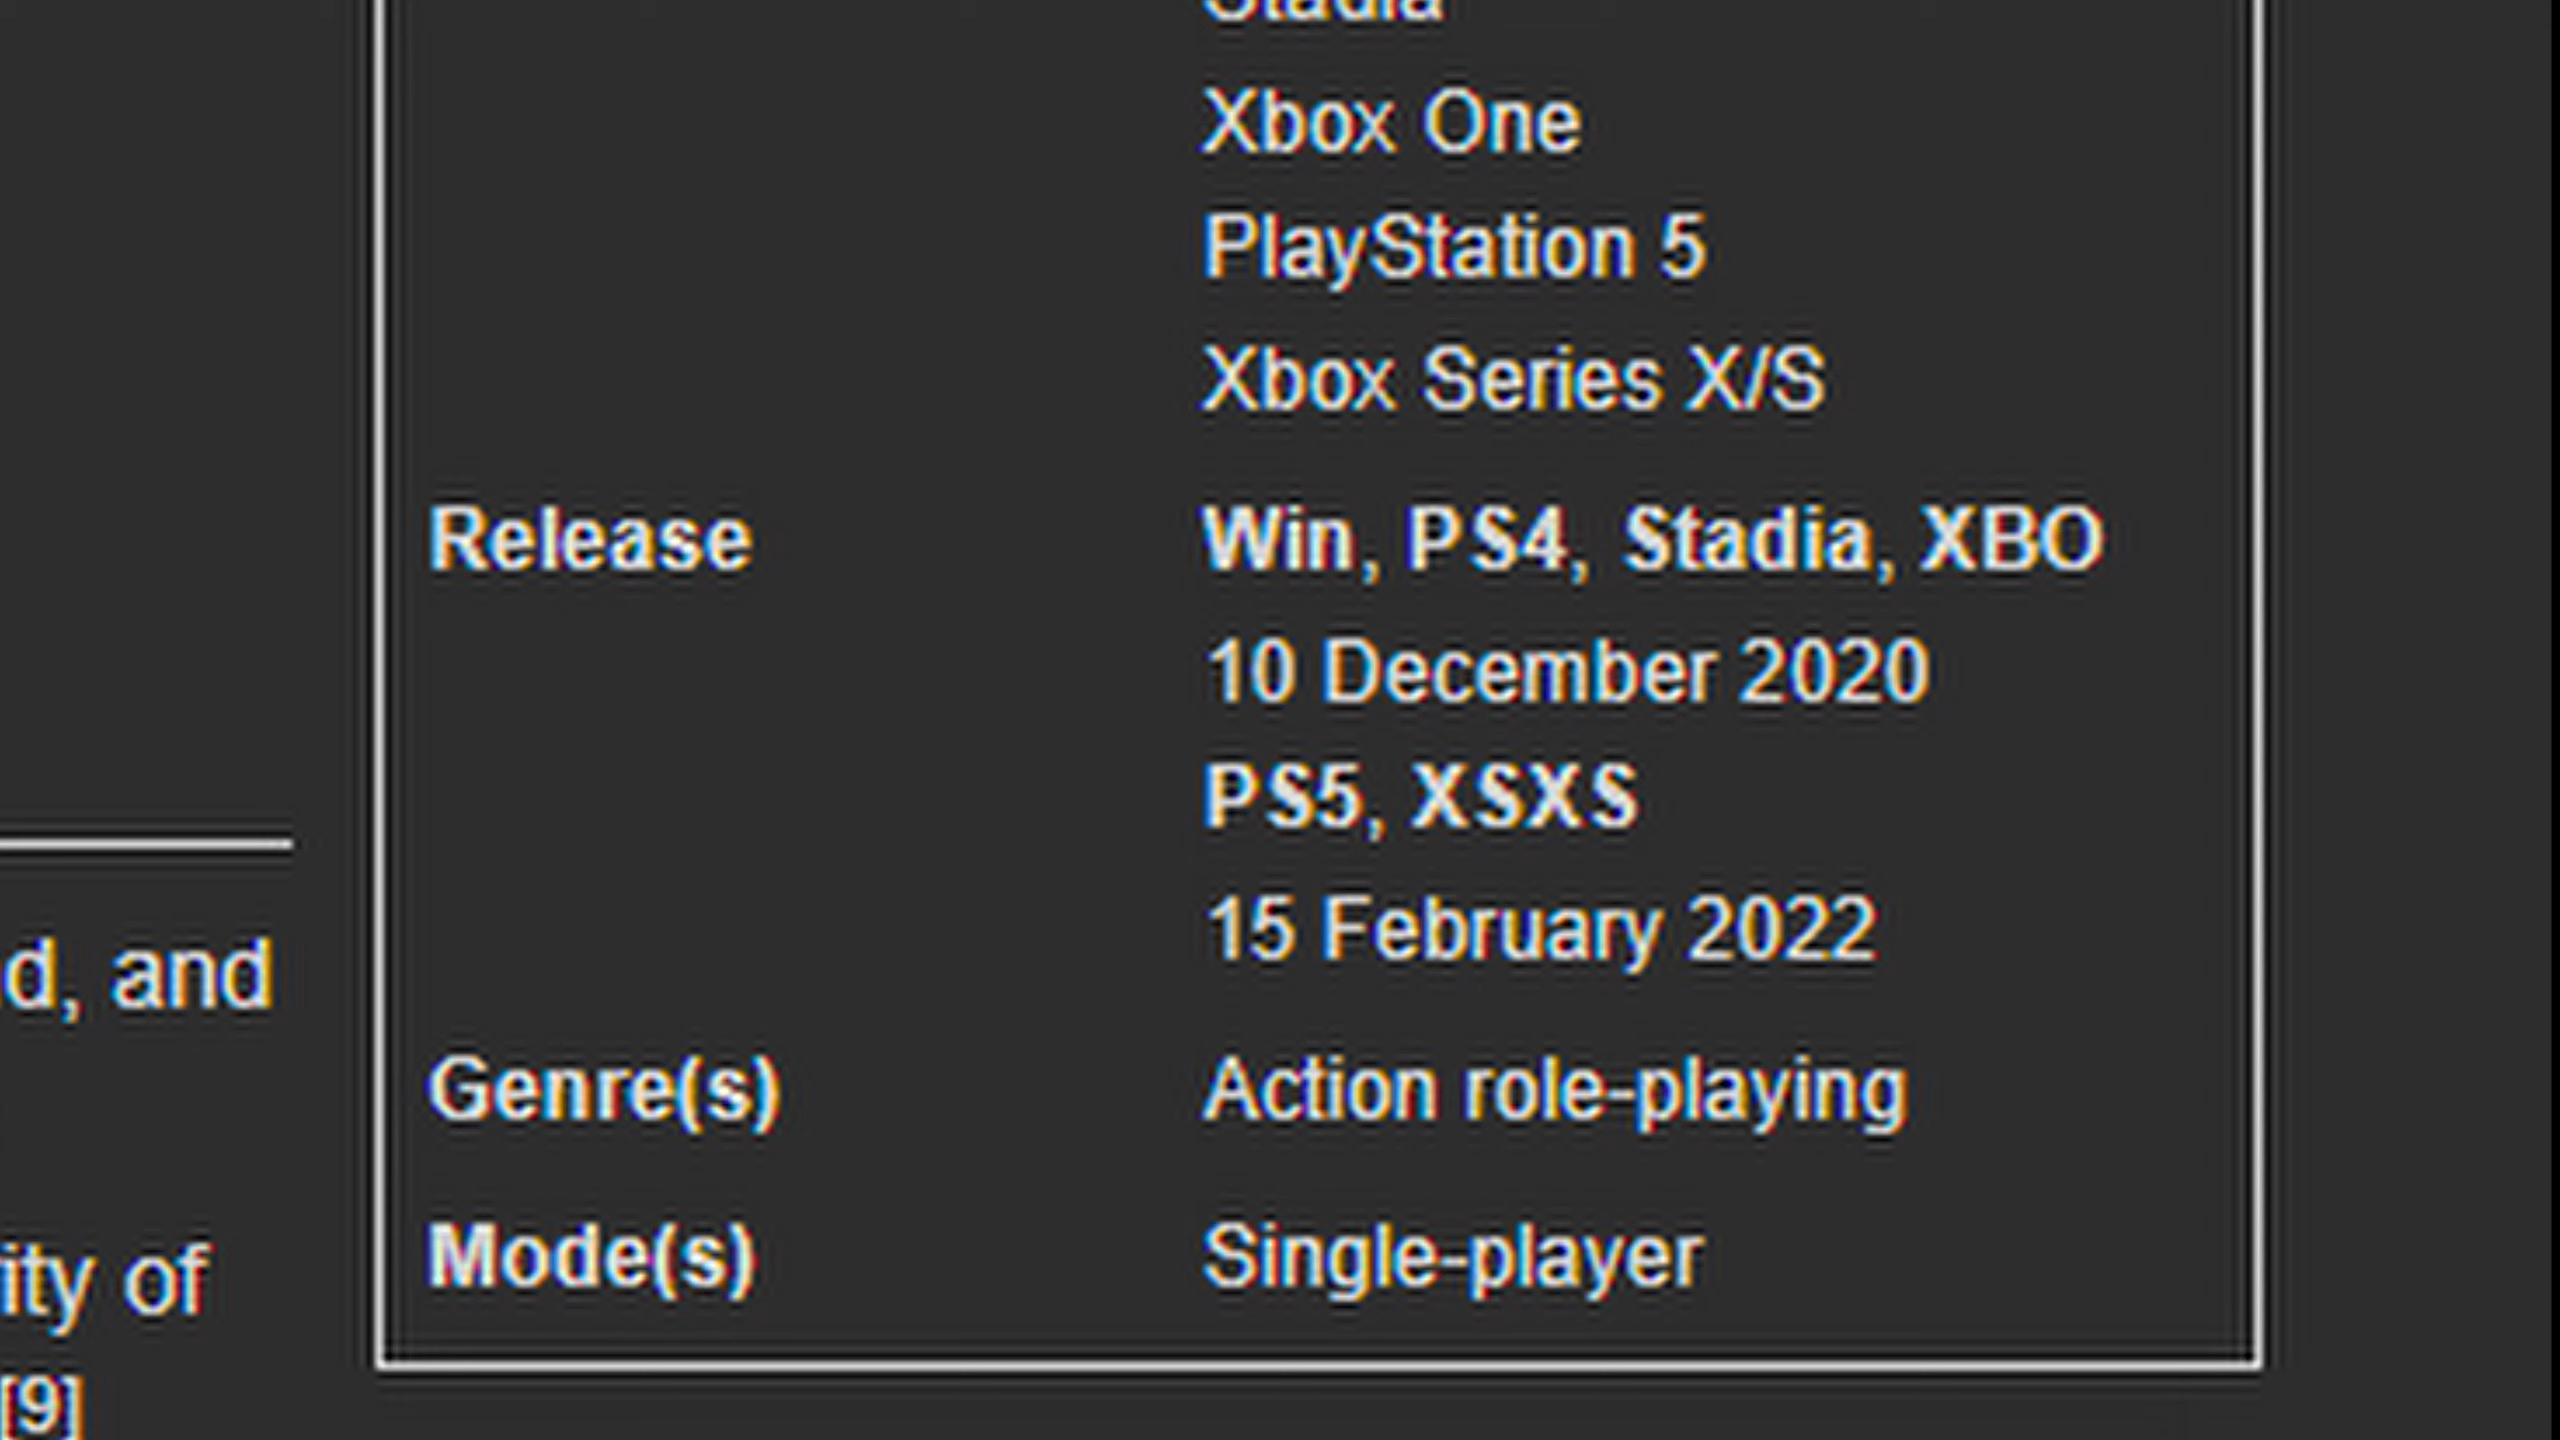 Stadia
Xbox One
PlayStation 5
Xbox Series X/S
Release Win, PS4, Stadia, XBO
10 December 2020
PS5, XSXS
15 February 2022
Genre(s) Action role-playing
Mode(s) Single-player
d, and
ity of
[9]